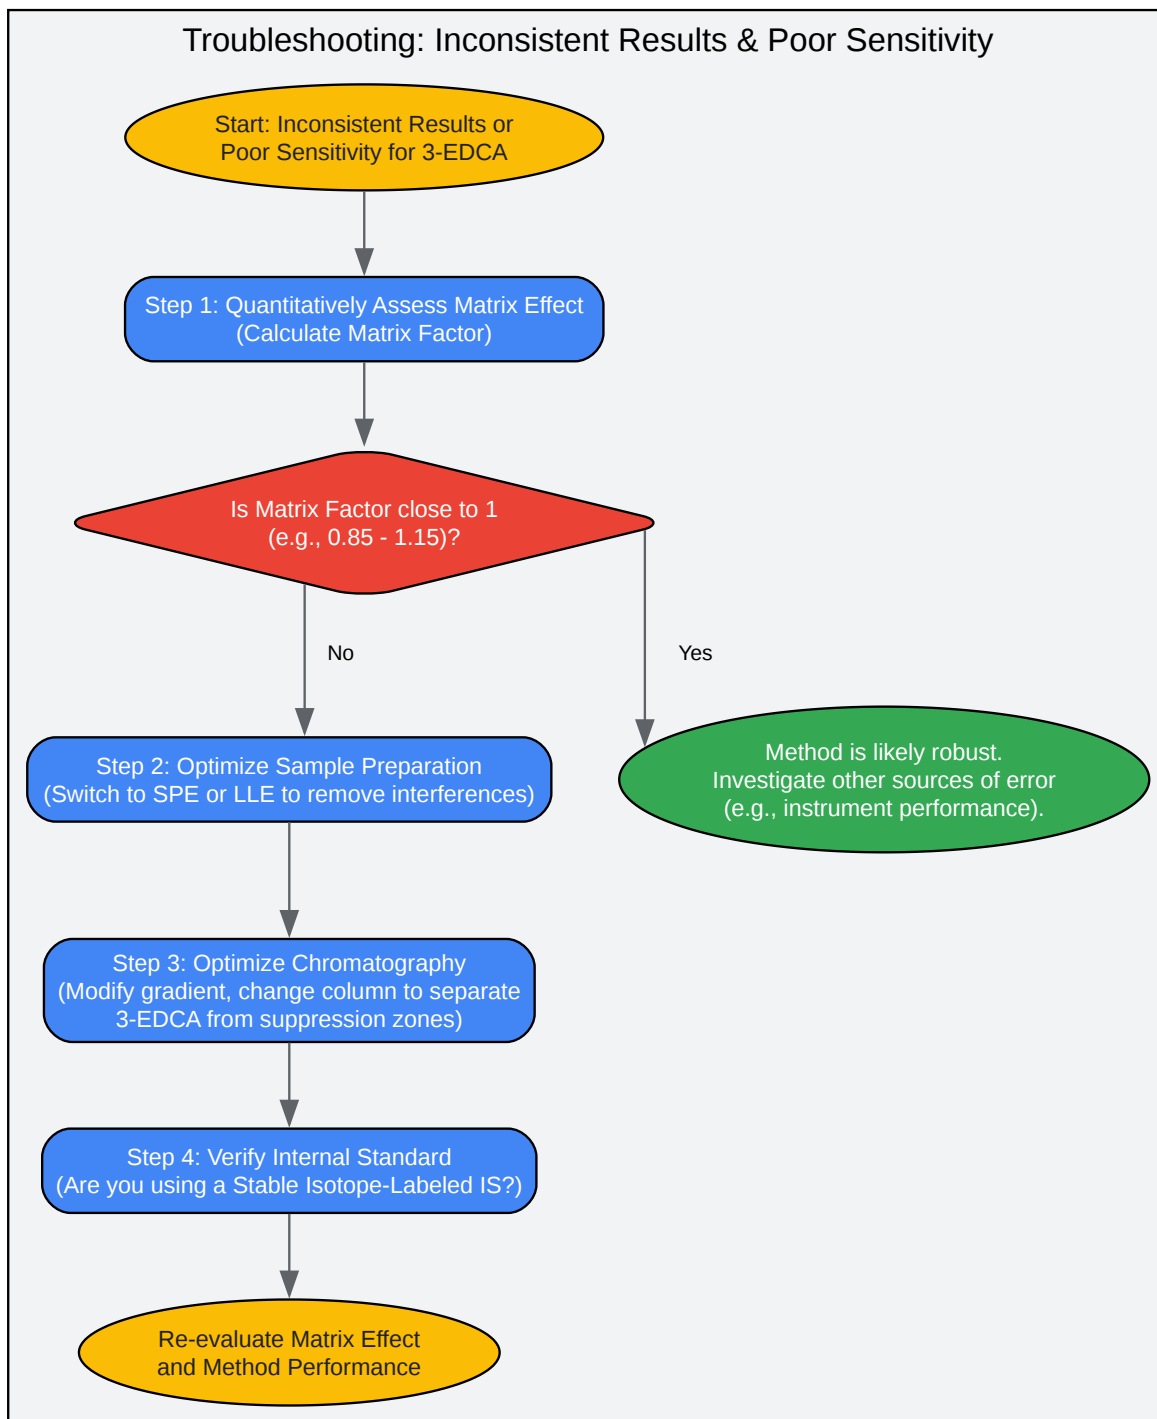 Troubleshooting: Inconsistent Results & Poor Sensitivity
Start: Inconsistent Results or
Poor Sensitivity for 3-EDCA
Step 1: Quantitatively Assess Matrix Effect
(Calculate Matrix Factor)
Is Matrix Factor close to 1
(e.g., 0.85 - 1.15)?
No
Yes
Step 2: Optimize Sample Preparation
(Switch to SPE or LLE to remove interferences)
Method is likely robust.
Investigate other sources of error
(e.g., instrument performance).
Step 3: Optimize Chromatography
(Modify gradient, change column to separate
3-EDCA from suppression zones)
Step 4: Verify Internal Standard
(Are you using a Stable Isotope-Labeled IS?)
Re-evaluate Matrix Effect
and Method Performance